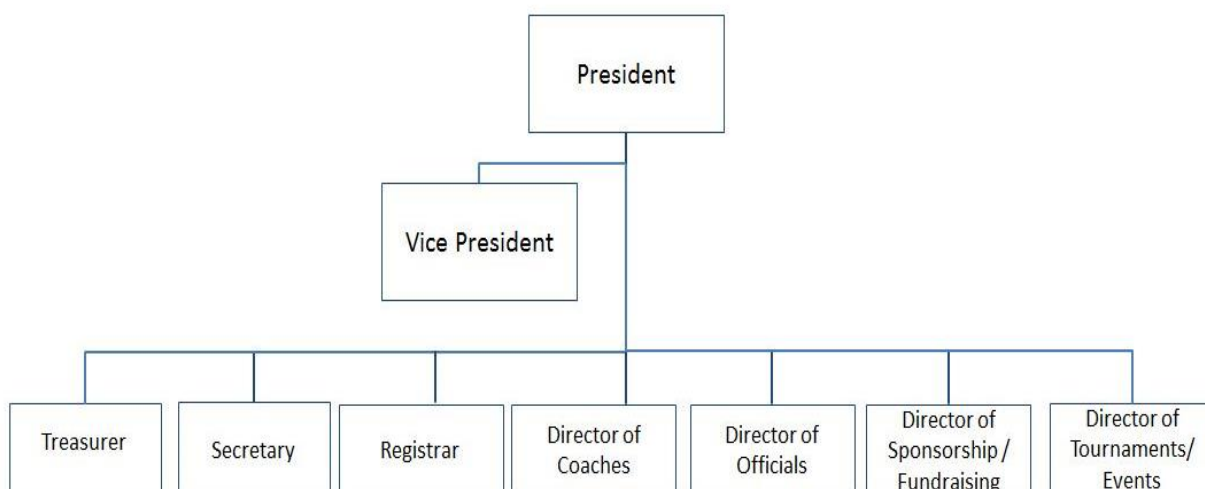 President
Vice President
Treasurer
Secretary
Registrar
Director of
Coaches
Director of
Officials
Director of
Sponsorship /
Fundraising
Director of
Tournaments/
Events